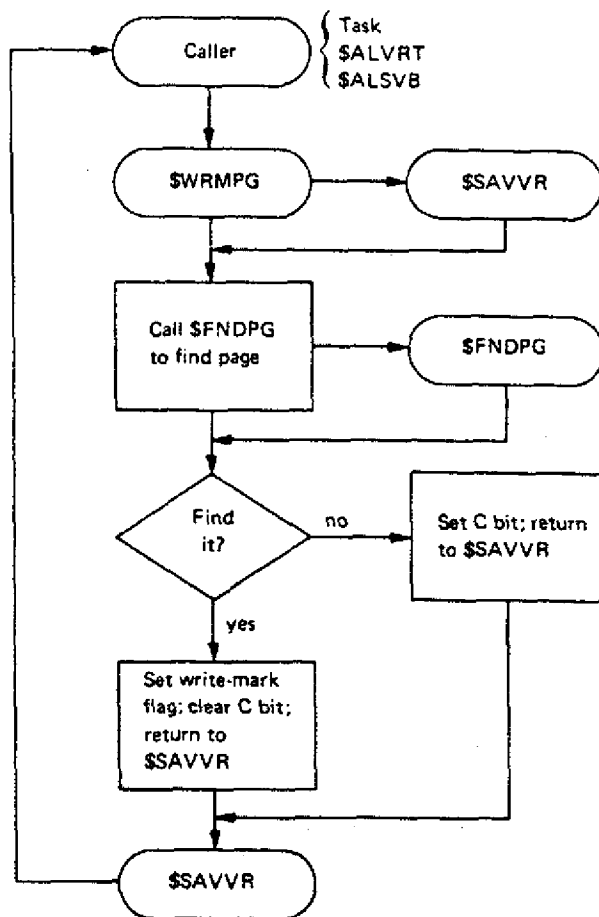 Caller
Task
$ALVRT
$ALSVB
$WRMPG
$SAVVR
Call $FNDPG
to find page
$FNDPG
Find
it?
no
Set C bit; return
to $SAVVR
yes
Set write-mark
flag; clear C bit;
return to
$SAVVR
$SAVVR